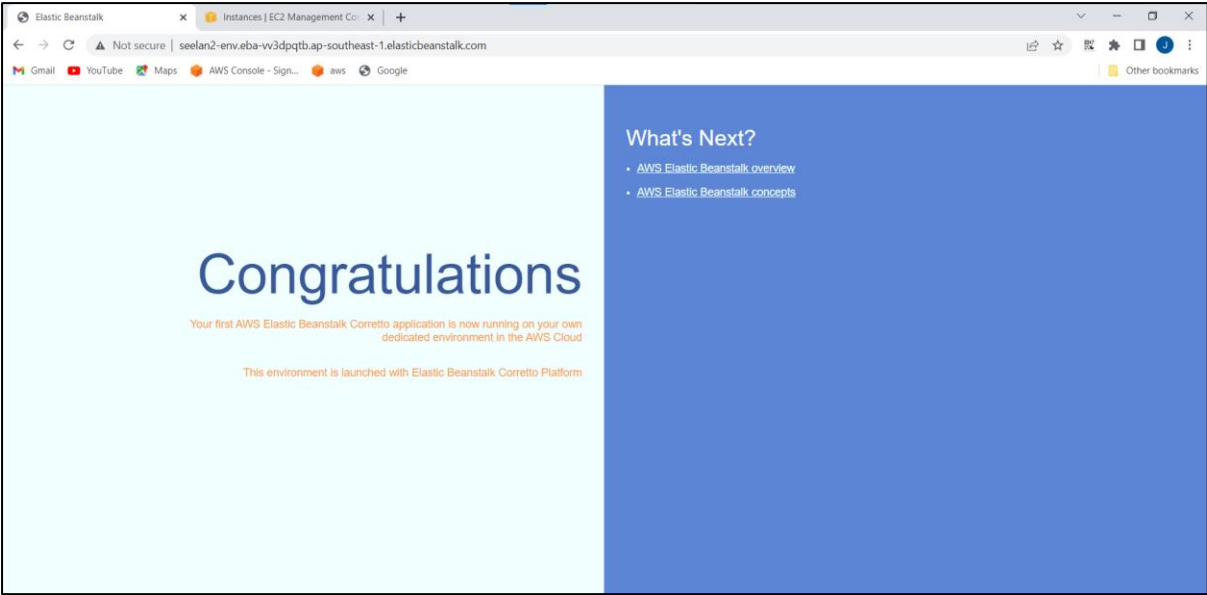 Elastic Beanstalk
Instances | EC2 Management Co
Not secure | seelan2-env.eba-vv3dpqtb.ap-southeast-1.elasticbeanstalk.com
J
Gmail YouTube Maps AWS Console - Sign... aws Google Other bookmarks
Congratulations
Your first AWS Elastic Beanstalk Corretto application is now running on your own
dedicated environment in the AWS Cloud
This environment is launched with Elastic Beanstalk Corretto Platform
What's Next?
AWS Elastic Beanstalk overview
AWS Elastic Beanstalk concepts